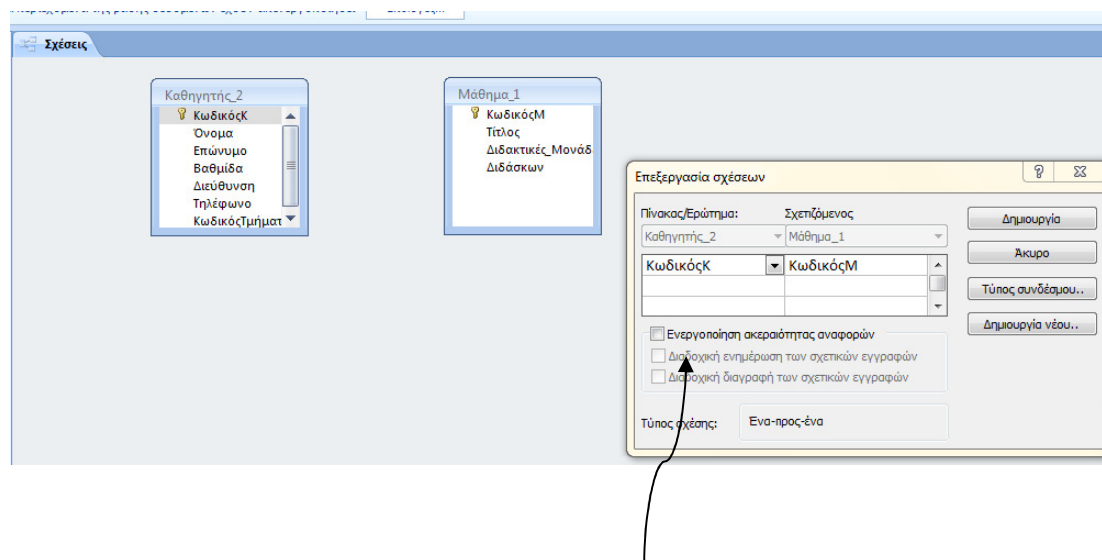 Σχέσεις
Καθηγητής_2
ΚωδικόςΚ
Όνομα
Επώνυμο
Βαθμίδα
Διεύθυνση
Τηλέφωνο
ΚωδικόςΤμήματ
Μάθημα_1
ΚωδικόςΜ
Τίτλος
Διδακτικές_Μονάδ
Διδάσκων
Επεξεργασία σχέσεων
Πίνακας/Ερώτημα: Σχετιζόμενος
Καθηγητής_2 Μάθημα_1
ΚωδικόςΚ ΚωδικόςΜ
Ενεργοποίηση ακεραιότητας αναφορών
Διαδοχική ενημέρωση των σχετικών εγγραφών
Διαδοχική διαγραφή των σχετικών εγγραφών
Τύπος σχέσης: Ένα-προς-ένα
Δημιουργία
Άκυρο
Τύπος συνδέσμου..
Δημιουργία νέου..